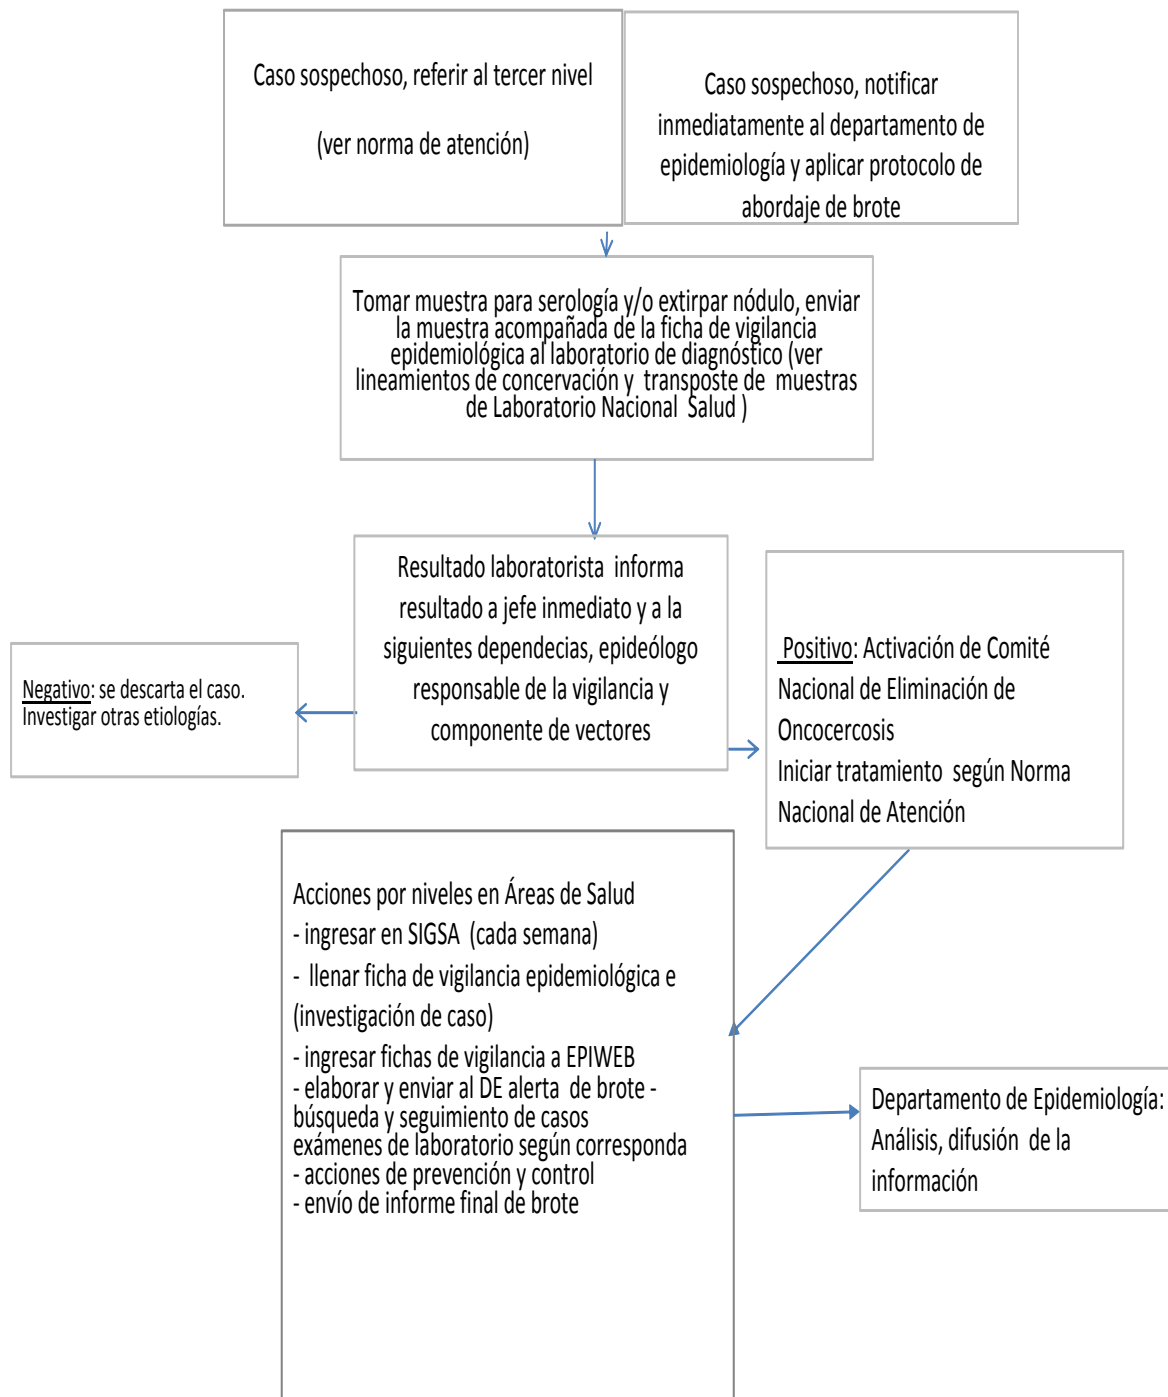 Caso sospechoso, referir al tercer nivel
(ver norma de atención)
Caso sospechoso, notificar
inmediatamente al departamento de
epidemiología y aplicar protocolo de
abordaje de brote
Tomar muestra para serología y/o extirpar nódulo, enviar
la muestra acompañada de la ficha de vigilancia
epidemiológica al laboratorio de diagnóstico (ver
lineamientos de concervación y transposte de muestras
de Laboratorio Nacional Salud )
Resultado laboratorista informa
resultado a jefe inmediato y a la
siguientes dependecias, epideólogo
responsable de la vigilancia y
componente de vectores
Negativo: se descarta el caso.
Investigar otras etiologías.
Positivo: Activación de Comité
Nacional de Eliminación de
Oncocercosis
Iniciar tratamiento según Norma
Nacional de Atención
Acciones por niveles en Áreas de Salud
- ingresar en SIGSA (cada semana)
- llenar ficha de vigilancia epidemiológica e
(investigación de caso)
- ingresar fichas de vigilancia a EPIWEB
- elaborar y enviar al DE alerta de brote -
búsqueda y seguimiento de casos
exámenes de laboratorio según corresponda
- acciones de prevención y control
- envío de informe final de brote
Departamento de Epidemiología:
Análisis, difusión de la
información